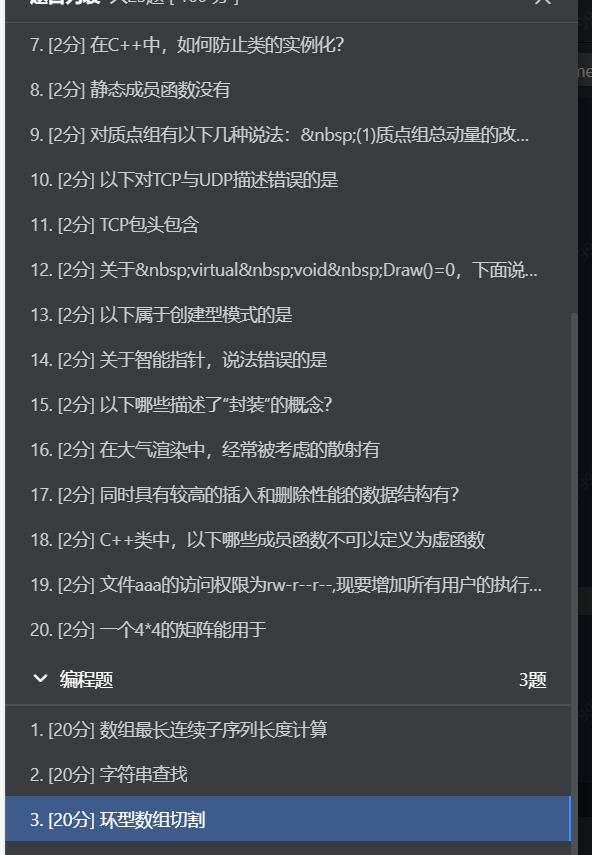 7. [2分] 在C++中，如何防止类的实例化？
8. [2分] 静态成员函数没有
9. [2分] 对质点组有以下几种说法：&nbsp;(1)质点组总动量的改...
10. [2分] 以下对TCP与UDP描述错误的是
11. [2分] TCP包头包含
12. [2分] 关于&nbsp;virtual&nbsp;void&nbsp;Draw()=0，下面说...
13. [2分] 以下属于创建型模式的是
14. [2分] 关于智能指针，说法错误的是
15. [2分] 以下哪些描述了“封装”的概念？
16. [2分] 在大气渲染中，经常被考虑的散射有
17. [2分] 同时具有较高的插入和删除性能的数据结构有？
18. [2分] C++类中，以下哪些成员函数不可以定义为虚函数
19. [2分] 文件aaa的访问权限为rw-r--r--,现要增加所有用户的执行...
20. [2分] 一个4*4的矩阵能用于
编程题 3题
1. [20分] 数组最长连续子序列长度计算
2. [20分] 字符串查找
3. [20分] 环型数组切割